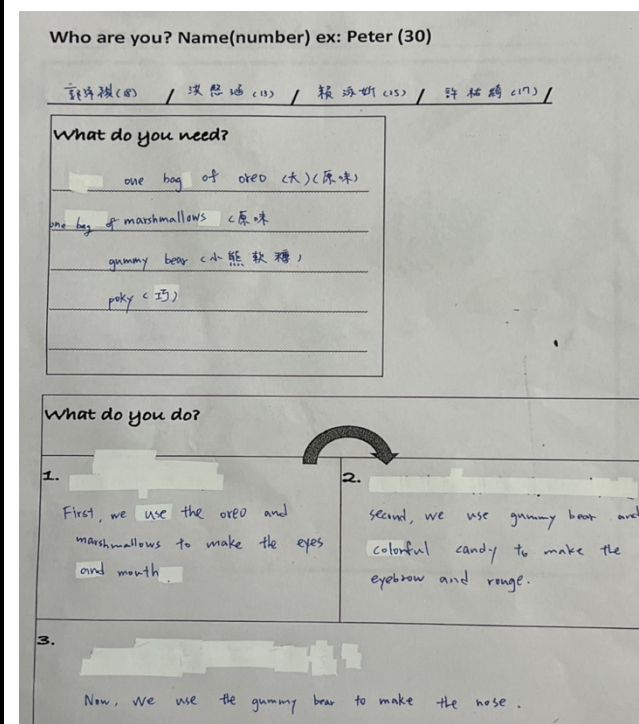 Who are you? Name(number) ex: Peter (30)
(18) / (13) / (25) / 許祐綺 (17) /
What do you need?
one bag of oreo (大)(原味)
one bag of marshmallows (原味
gummy bear (小熊軟糖)
poky (巧)
What do you do?
1.
First, we use the oreo and
marshmallows to make the eyes
and mouth.
2.
second, we use gummy bear and
colorful candy to make the
eyebrow and rouge.
3.
Now, we use the gummy bear to make the nose.